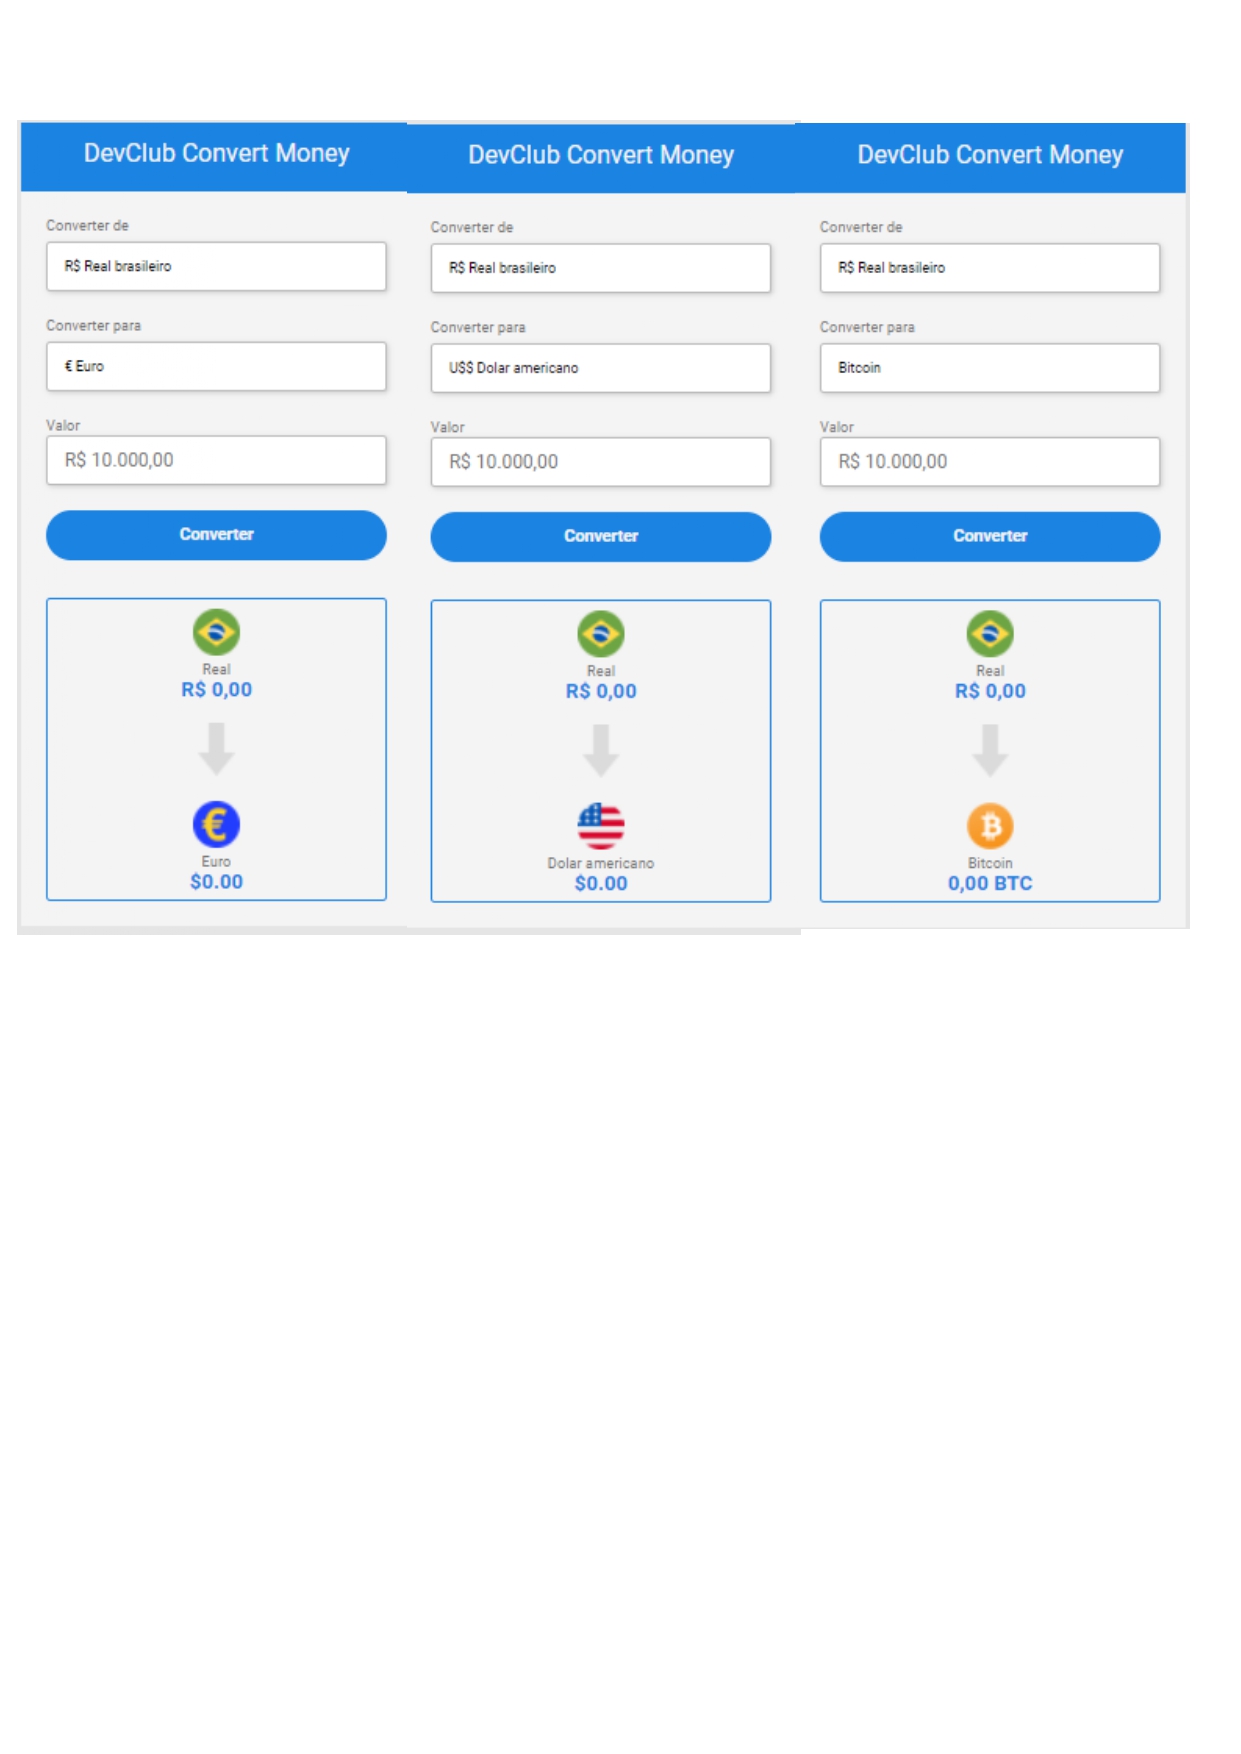 DevClub Convert Money
Converter de
R$ Real brasileiro
Converter para
€ Euro
Valor
R$ 10.000,00
Converter
Real
R$ 0,00
Euro
$0.00
DevClub Convert Money
Converter de
R$ Real brasileiro
Converter para
U$$ Dolar americano
Valor
R$ 10.000,00
Converter
Real
R$ 0,00
Dolar americano
$0.00
DevClub Convert Money
Converter de
R$ Real brasileiro
Converter para
Bitcoin
Valor
R$ 10.000,00
Converter
Real
R$ 0,00
Bitcoin
0,00 BTC